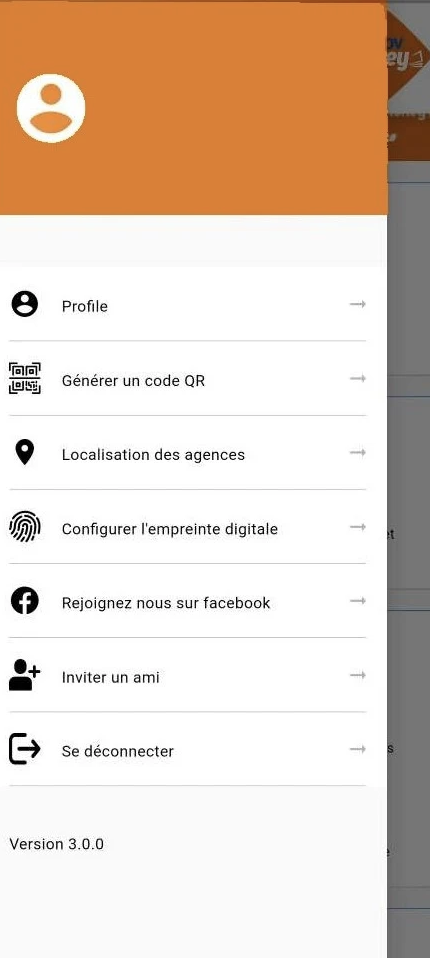 ey
Profile
Générer un code QR
Localisation des agences
Configurer l'empreinte digitale
Rejoignez nous sur facebook
Inviter un ami
Se déconnecter
Version 3.0.0